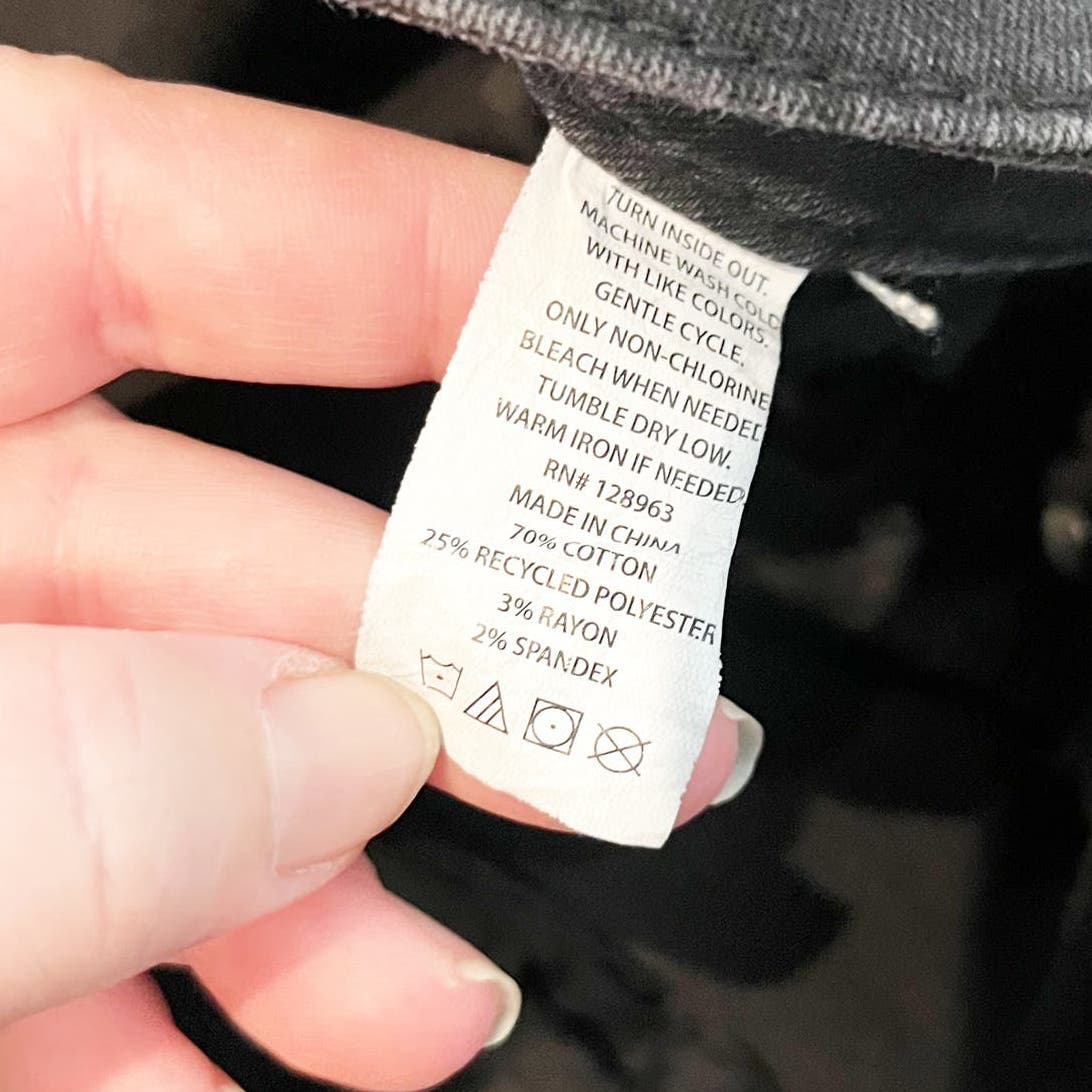 TURN INSIDE OUT.
MACHINE WASH COLD
WITH LIKE COLORS.
GENTLE CYCLE.
ONLY NON-CHLORINE
BLEACH WHEN NEEDED
TUMBLE DRY LOW.
WARM IRON IF NEEDED.
RN# 128963
MADE IN CHINA
70% COTTON
25% RECYCLED POLYESTER
3% RAYON
2% SPANDEX